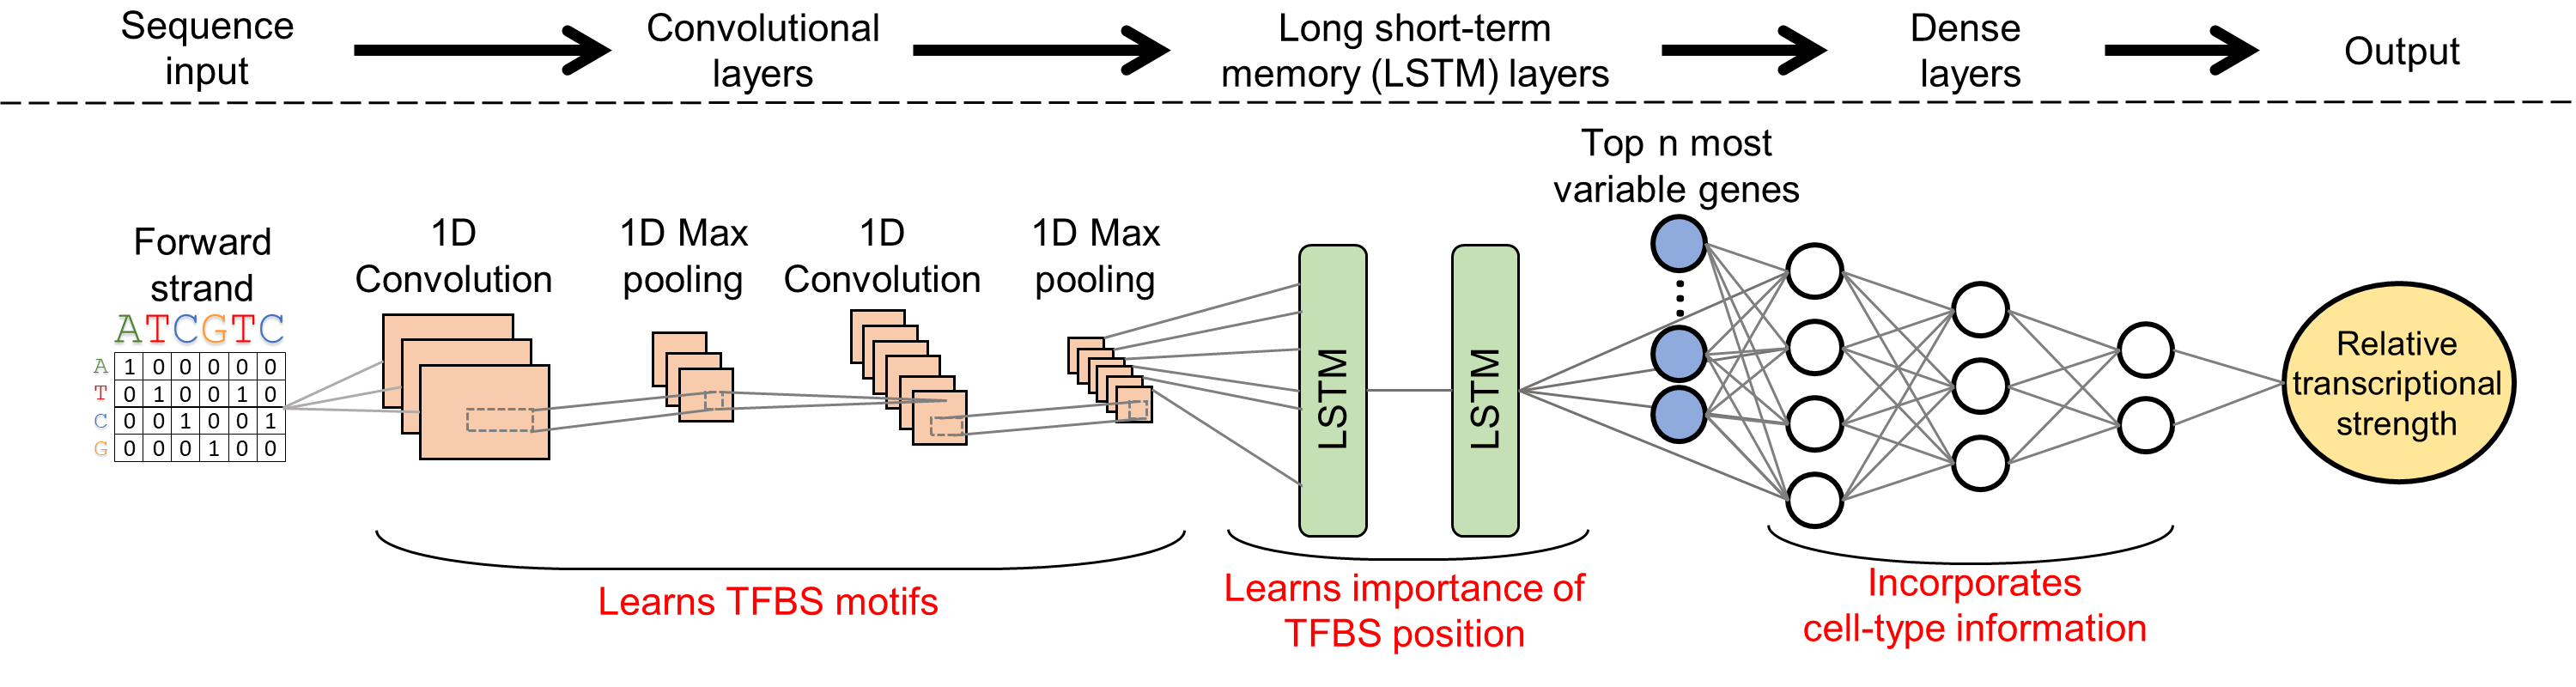 Sequence
input
Convolutional
layers
Long short-term
memory (LSTM) layers
Dense
layers
Output
Top n most
variable genes
Forward
strand
1D
Convolution
1D Max
pooling
1D
Convolution
1D Max
pooling
ATCGTC
A 1 0 0 0 0 0
T 0 1 0 0 1 0
C 0 0 1 0 0 1
G 0 0 0 1 0 0
LSTM
LSTM
Relative
transcriptional
strength
Learns TFBS motifs
Learns importance of
TFBS position
Incorporates
cell-type information